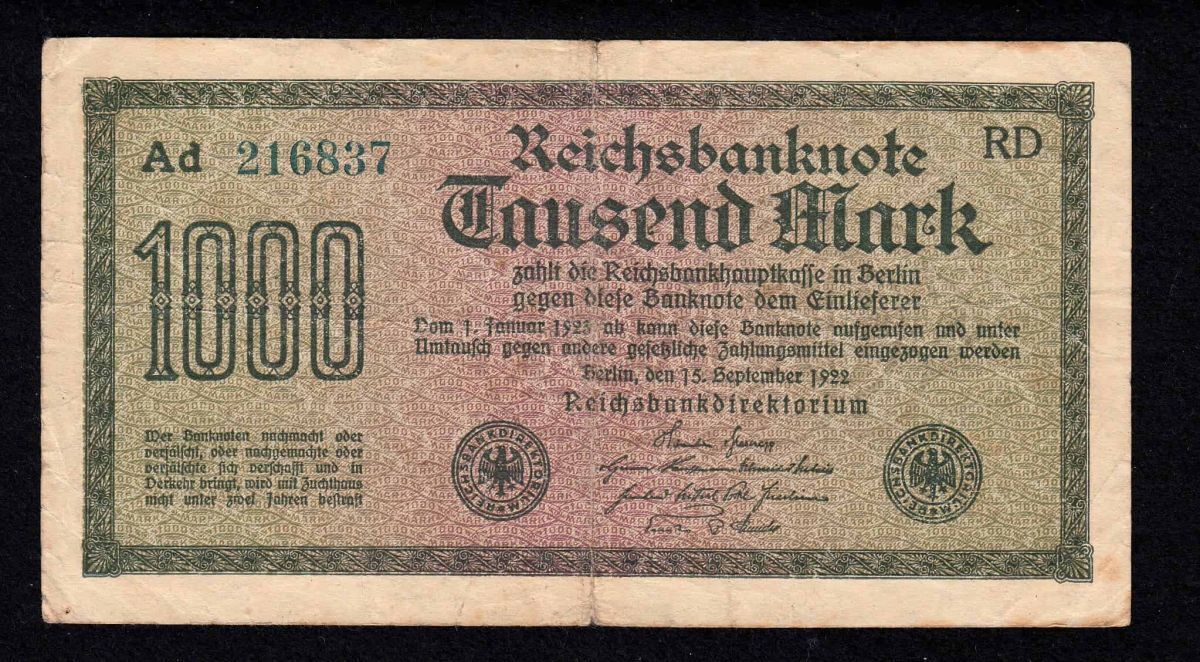 Ad 216837
Reichsbanknote
RD
Tausend Mark
1000
zahlt die Reichsbankhauptkasse in Berlin
gegen diese Banknote dem Einlieferer
Vom 1. Januar 1923 ab kann diese Banknote aufgerufen und unter
Umtausch gegen andere gesetzliche Zahlungsmittel eingezogen werden
Berlin, den 15. September 1922
Reichsbankdirektorium
Wer Banknoten nachmacht oder
verfälscht, oder nachgemachte oder
verfälschte sich verschafft und in
Verkehr bringt, wird mit Zuchthaus
nicht unter zwei Jahren bestraft
REICHSBANKDIREKTORIUM
REICHSBANKDIREKTORIUM